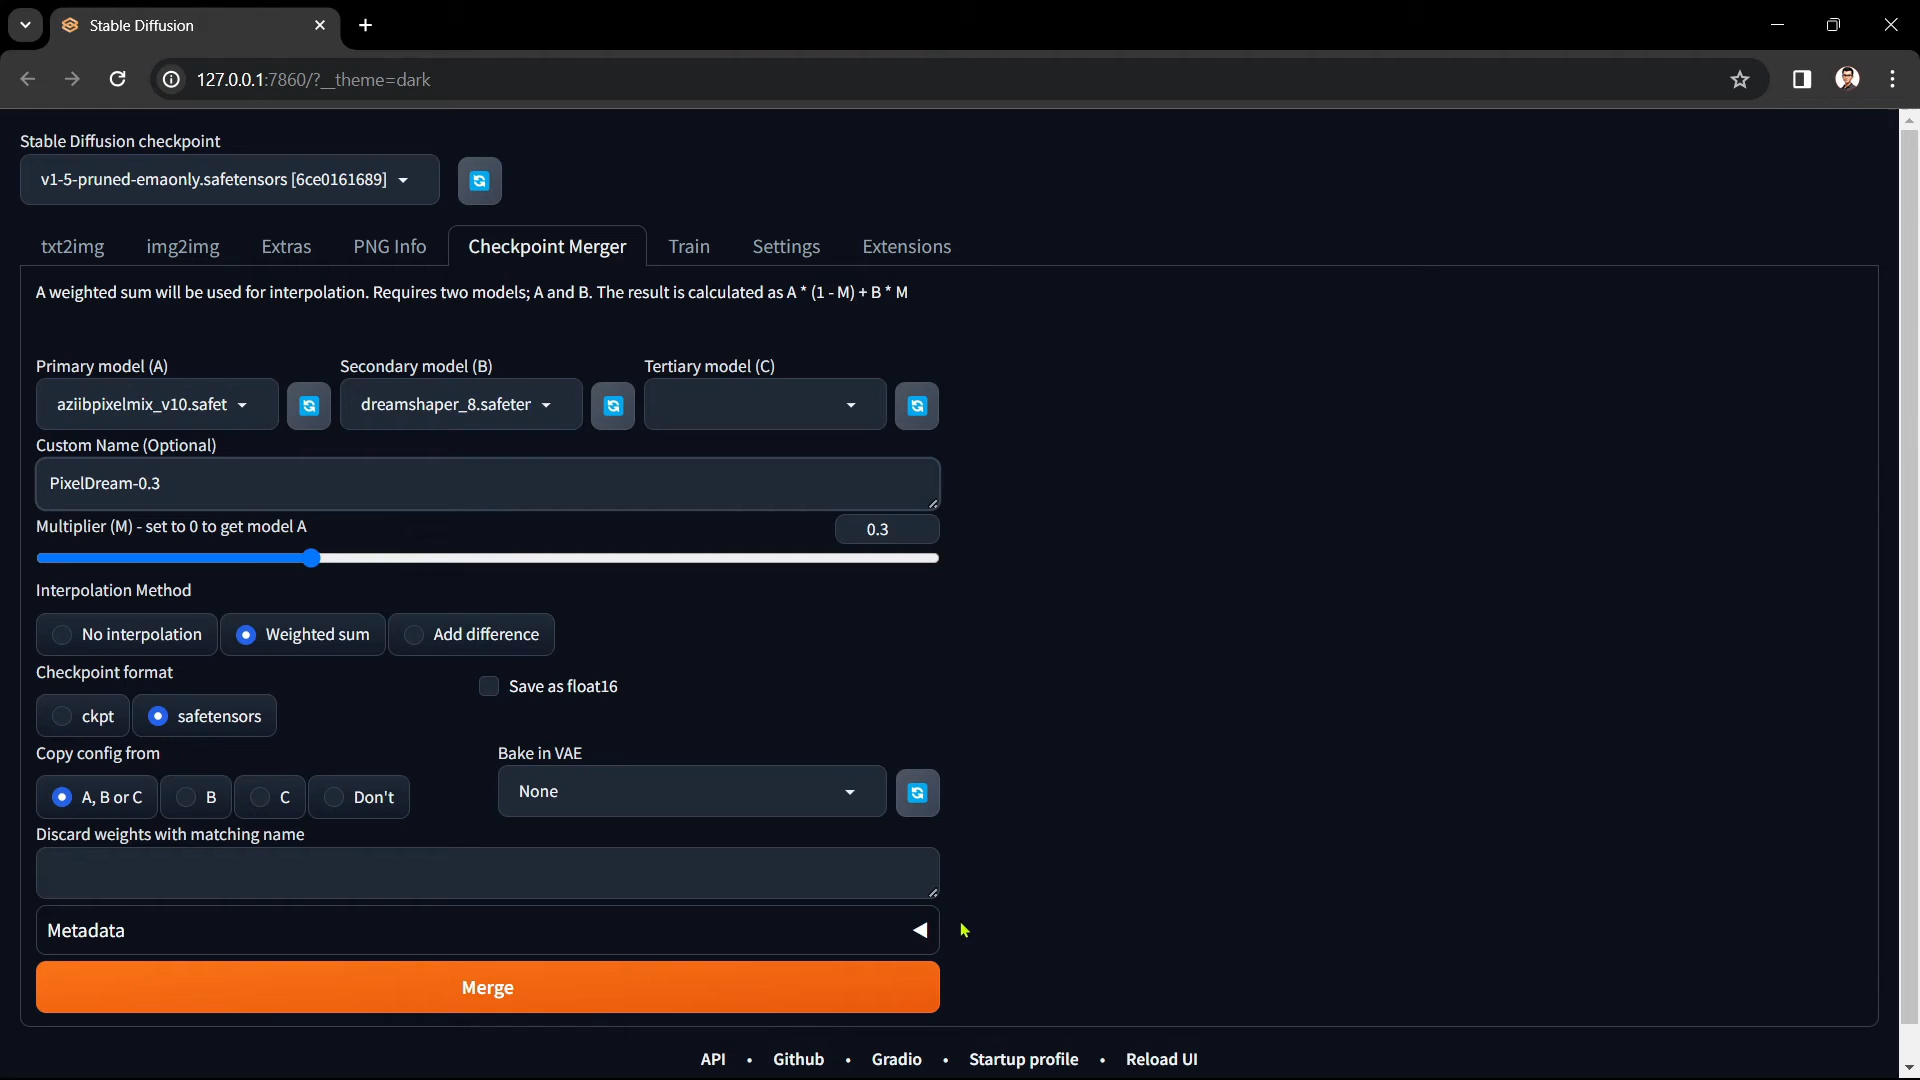 Stable Diffusion
127.0.0.1:7860/?__theme=dark
Stable Diffusion checkpoint
v1-5-pruned-emaonly.safetensors [6ce0161689]
txt2img img2img Extras PNG Info Checkpoint Merger Train Settings Extensions
A weighted sum will be used for interpolation. Requires two models; A and B. The result is calculated as A * (1 - M) + B * M
Primary model (A) Secondary model (B) Tertiary model (C)
aziibpixelmix_v10.safet dreamshaper_8.safeter
Custom Name (Optional)
PixelDream-0.3
Multiplier (M) - set to 0 to get model A 0.3
Interpolation Method
No interpolation Weighted sum Add difference
Checkpoint format
Save as float16
ckpt safetensors
Copy config from Bake in VAE
A, B or C B C Don't None
Discard weights with matching name
Metadata
Merge
API • Github • Gradio • Startup profile • Reload UI